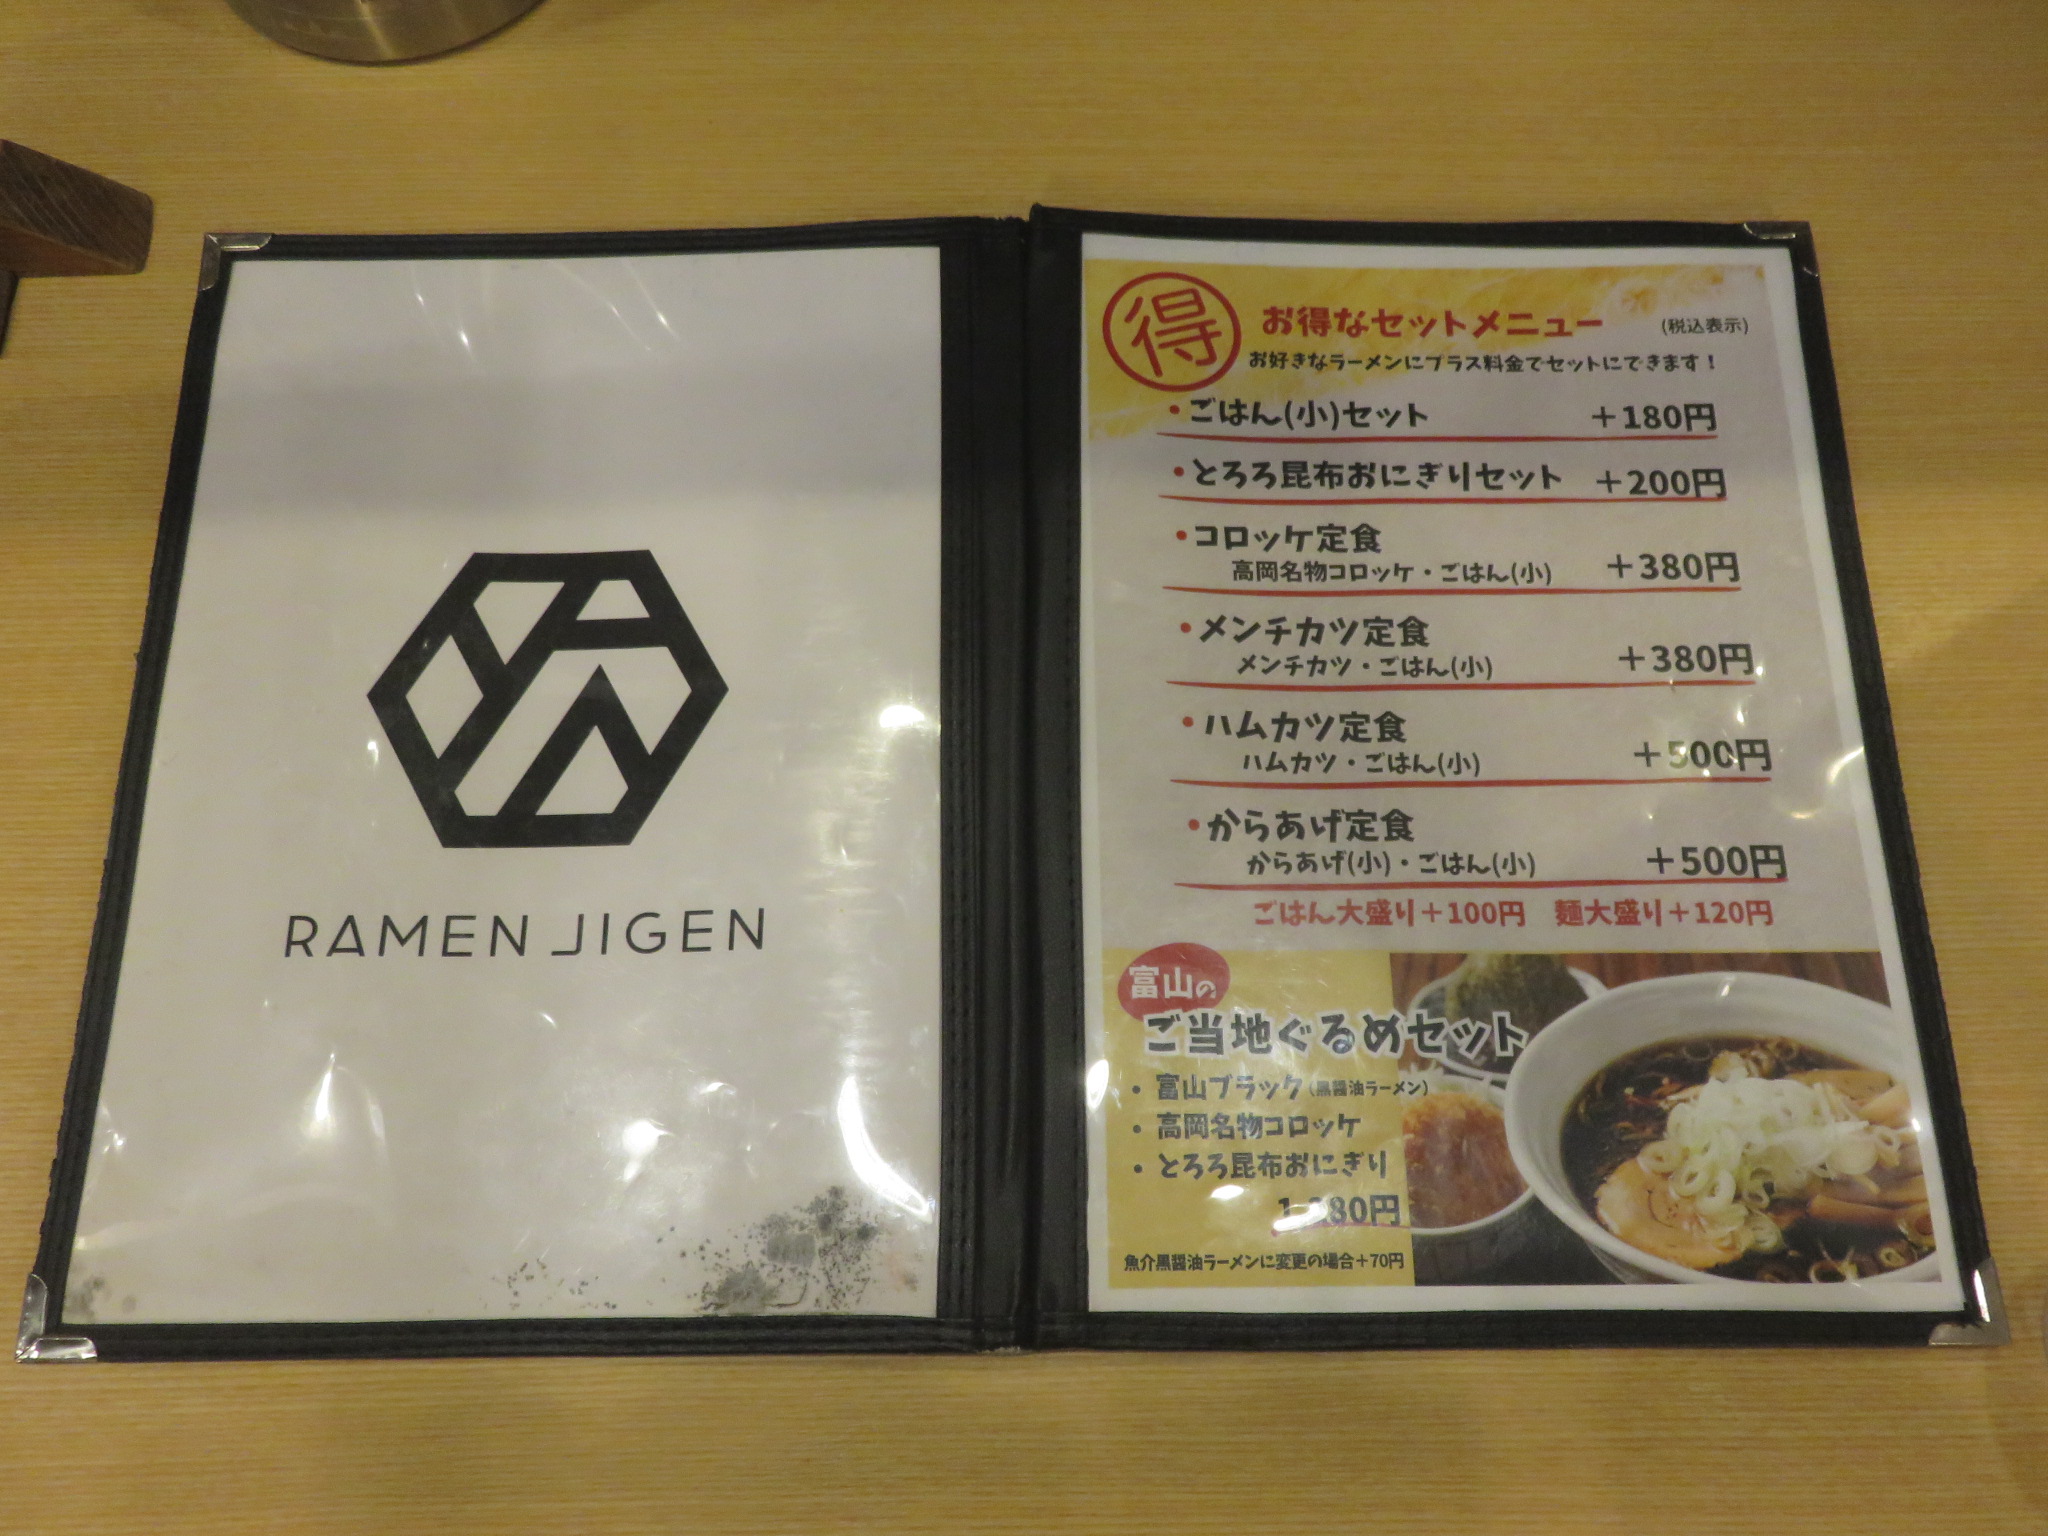 RAMEN JIGEN
得
お得なセットメニュー (税込表示)
お好きなラーメンにプラス料金でセットにできます!
・ごはん(小)セット +180円
・とろろ昆布おにぎりセット +200円
・コロッケ定食
高岡名物コロッケ・ごはん(小) +380円
・メンチカツ定食
メンチカツ・ごはん(小) +380円
・ハムカツ定食
ハムカツ・ごはん(小) +500円
・からあげ定食
からあげ(小)・ごはん(小) +500円
ごはん大盛り+100円 麺大盛り+120円
富山の
ご当地ぐるめセット
・富山ブラック(黒醤油ラーメン)
・高岡名物コロッケ
・とろろ昆布おにぎり
魚介黒醤油ラーメンに変更の場合+70円